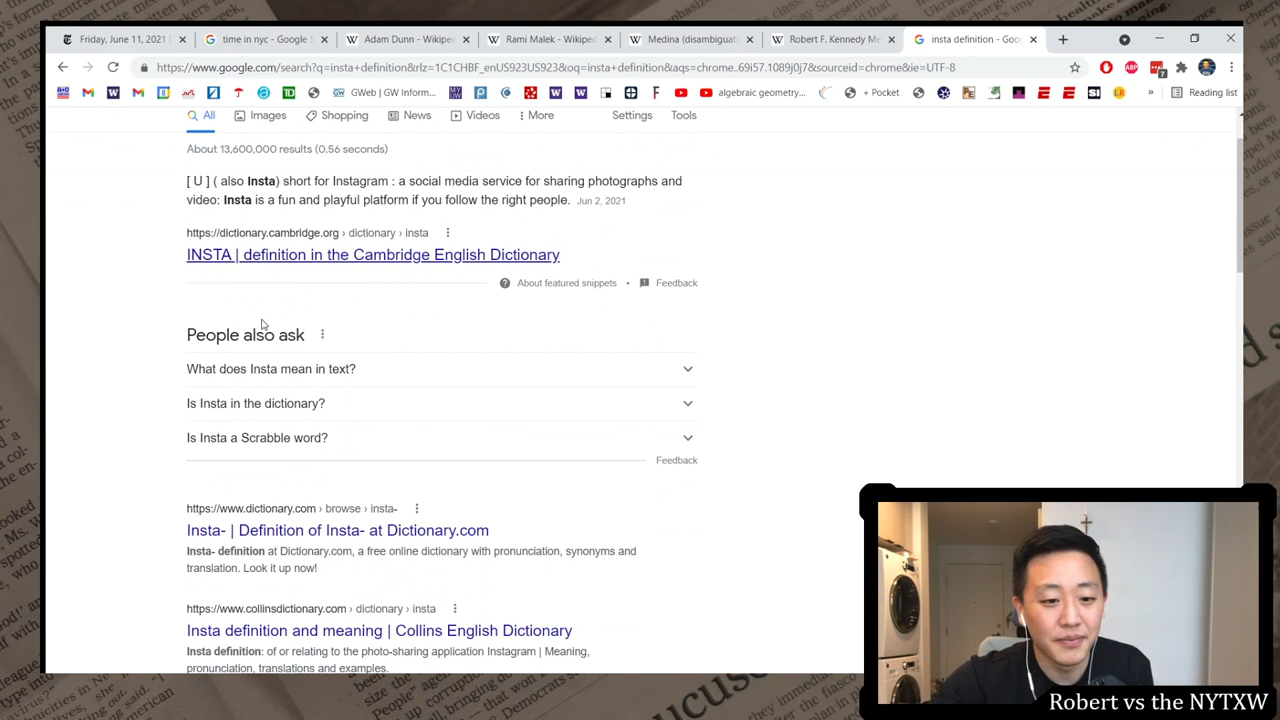 Friday, June 11, 2021
time in nyc - Google S
Adam Dunn - Wikiped
Rami Malek - Wikiped
Medina (disambiguat
Robert F. Kennedy Me
insta definition - Goo
https://www.google.com/search?q=insta+definition&rlz=1C1CHBF_enUS923US923&oq=insta+definition&aqs=chrome..69i57.1089j0j7&sourceid=chrome&ie=UTF-8
GWeb | GW Inform...
algebraic geometry...
+ Pocket
»
Reading list
All
Images
Shopping
News
Videos
More
Settings
Tools
About 13,600,000 results (0.56 seconds)
[ U ] ( also Insta) short for Instagram : a social media service for sharing photographs and
video: Insta is a fun and playful platform if you follow the right people. Jun 2, 2021
https://dictionary.cambridge.org › dictionary › insta
INSTA | definition in the Cambridge English Dictionary
About featured snippets • Feedback
People also ask
What does Insta mean in text?
Is Insta in the dictionary?
Is Insta a Scrabble word?
Feedback
https://www.dictionary.com › browse › insta-
Insta- | Definition of Insta- at Dictionary.com
Insta- definition at Dictionary.com, a free online dictionary with pronunciation, synonyms and
translation. Look it up now!
https://www.collinsdictionary.com › dictionary › insta
Insta definition and meaning | Collins English Dictionary
Insta definition: of or relating to the photo-sharing application Instagram | Meaning,
pronunciation, translations and examples.
Robert vs the NYTXW